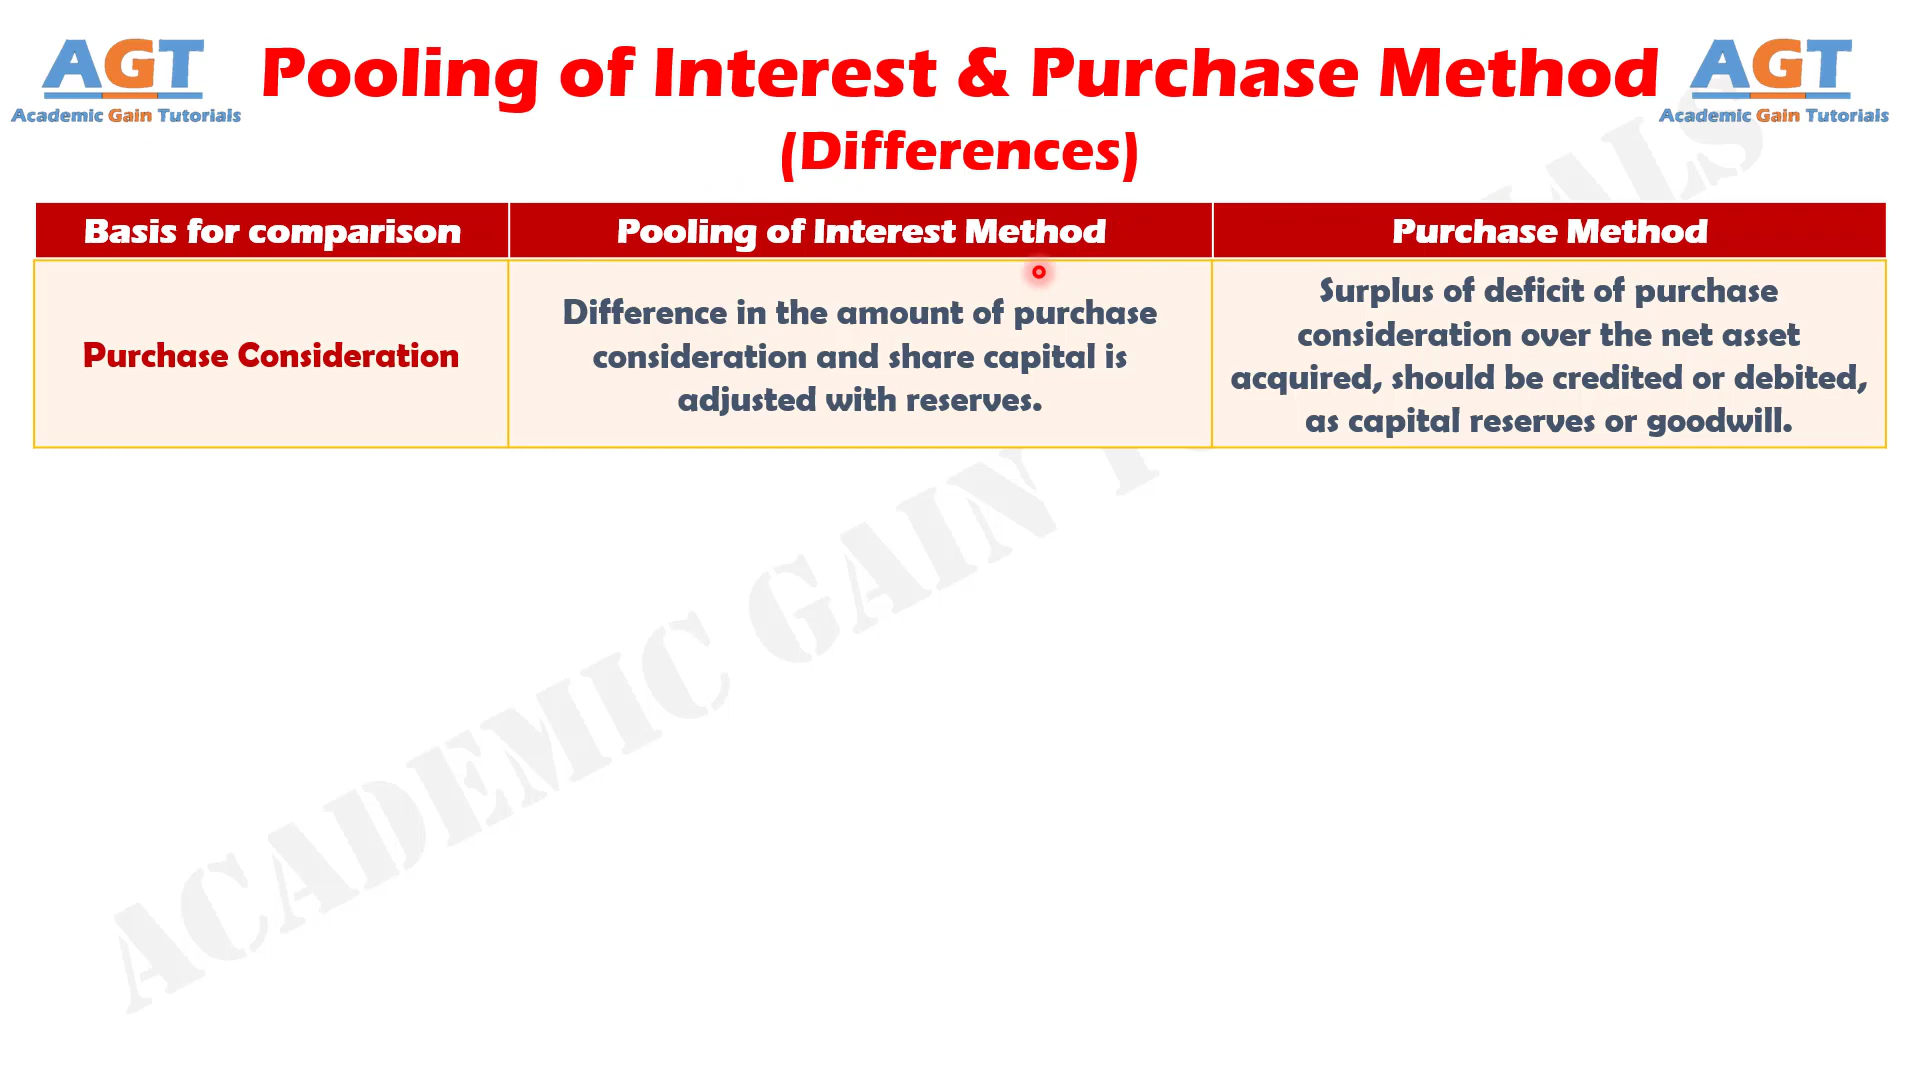 AGT
Academic Gain Tutorials
Pooling of Interest & Purchase Method
(Differences)
AGT
Academic Gain Tutorials
Basis for comparison
Pooling of Interest Method
Purchase Method
Purchase Consideration
Difference in the amount of purchase
consideration and share capital is
adjusted with reserves.
Surplus of deficit of purchase
consideration over the net asset
acquired, should be credited or debited,
as capital reserves or goodwill.
ACADEMIC GAIN T
IALS